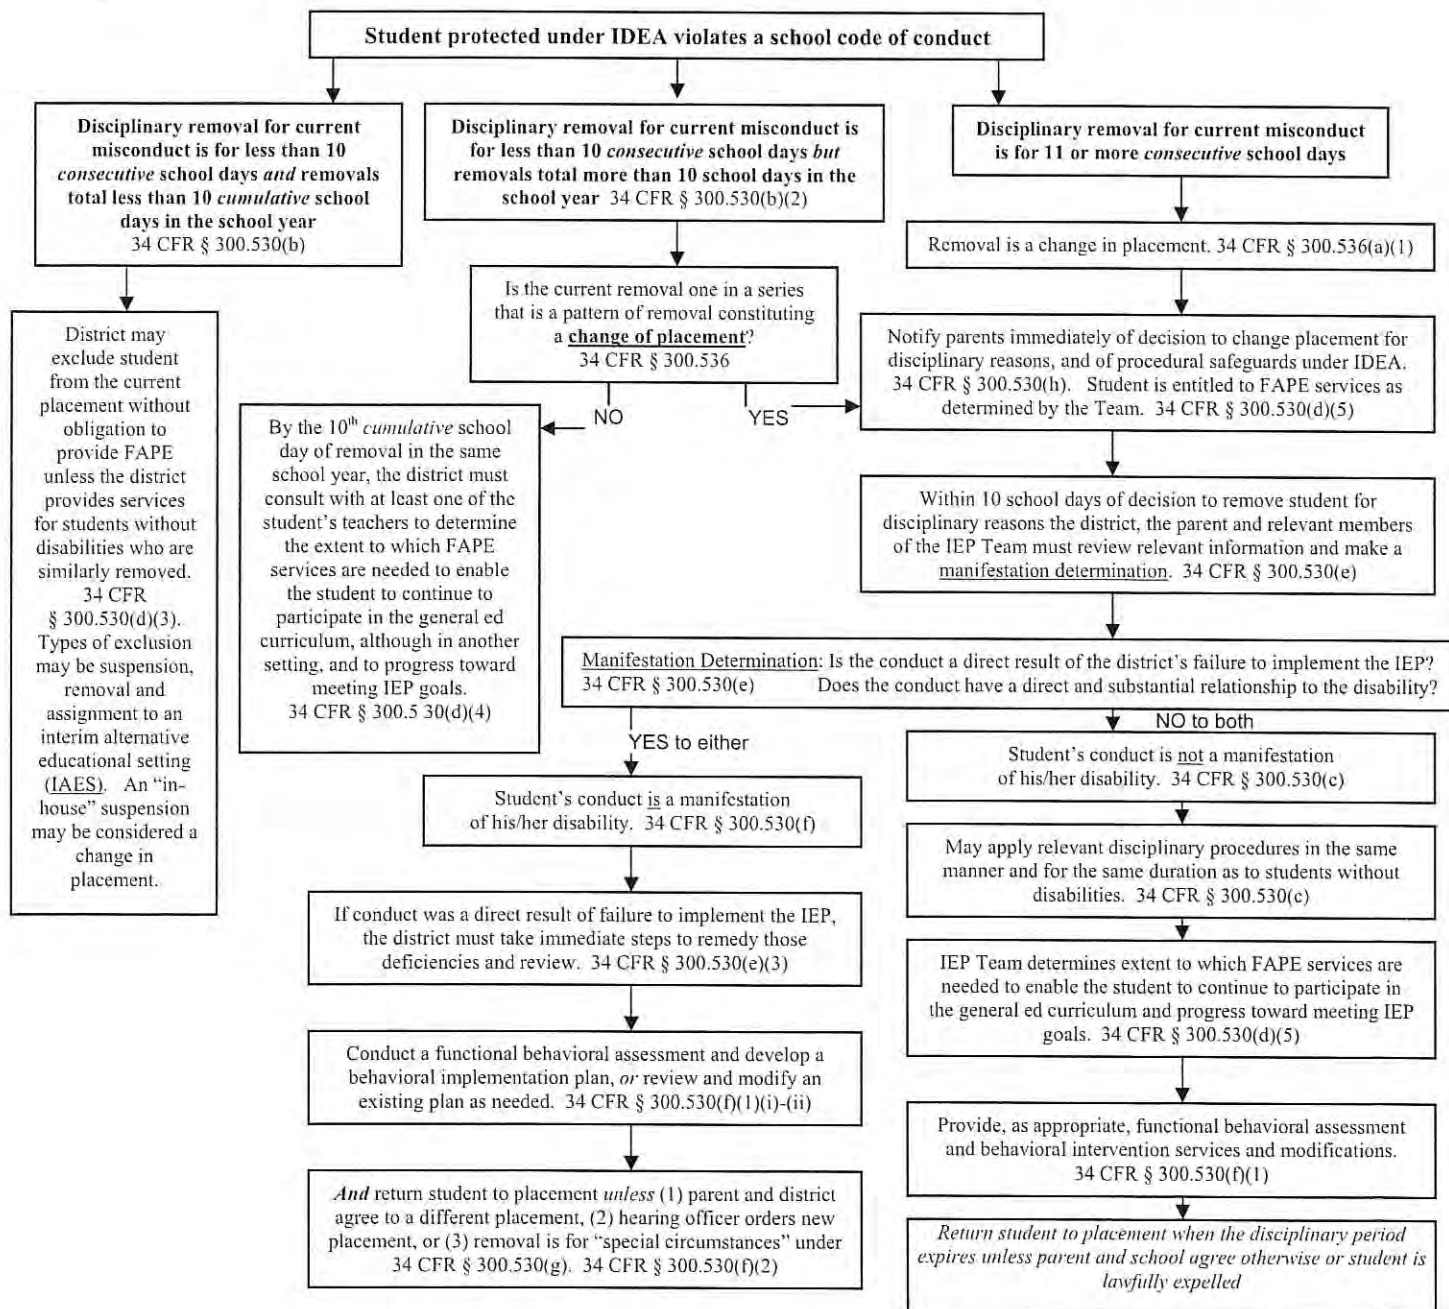 Student protected under IDEA violates a school code of conduct
Disciplinary removal for current
misconduct is for less than 10
consecutive school days and removals
total less than 10 cumulative school
days in the school year
34 CFR § 300.530(b)
Disciplinary removal for current misconduct is
for less than 10 consecutive school days but
removals total more than 10 school days in the
school year 34 CFR § 300.530(b)(2)
Disciplinary removal for current misconduct
is for 11 or more consecutive school days
Removal is a change in placement. 34 CFR § 300.536(a)(1)
Is the current removal one in a series
that is a pattern of removal constituting
a change of placement?
34 CFR § 300.536
NO
YES
District may
exclude student
from the current
placement without
obligation to
provide FAPE
unless the district
provides services
for students without
disabilities who are
similarly removed.
34 CFR
§ 300.530(d)(3).
Types of exclusion
may be suspension,
removal and
assignment to an
interim alternative
educational setting
(IAES). An “in-
house” suspension
may be considered a
change in
placement.
By the 10th cumulative school
day of removal in the same
school year, the district must
consult with at least one of the
student’s teachers to determine
the extent to which FAPE
services are needed to enable
the student to continue to
participate in the general ed
curriculum, although in another
setting, and to progress toward
meeting IEP goals.
34 CFR § 300.5 30(d)(4)
Notify parents immediately of decision to change placement for
disciplinary reasons, and of procedural safeguards under IDEA.
34 CFR § 300.530(h). Student is entitled to FAPE services as
determined by the Team. 34 CFR § 300.530(d)(5)
Within 10 school days of decision to remove student for
disciplinary reasons the district, the parent and relevant members
of the IEP Team must review relevant information and make a
manifestation determination. 34 CFR § 300.530(e)
Manifestation Determination: Is the conduct a direct result of the district’s failure to implement the IEP?
34 CFR § 300.530(e) Does the conduct have a direct and substantial relationship to the disability?
YES to either
NO to both
Student’s conduct is a manifestation
of his/her disability. 34 CFR § 300.530(f)
If conduct was a direct result of failure to implement the IEP,
the district must take immediate steps to remedy those
deficiencies and review. 34 CFR § 300.530(e)(3)
Conduct a functional behavioral assessment and develop a
behavioral implementation plan, or review and modify an
existing plan as needed. 34 CFR § 300.530(f)(1)(i)-(ii)
And return student to placement unless (1) parent and district
agree to a different placement, (2) hearing officer orders new
placement, or (3) removal is for “special circumstances” under
34 CFR § 300.530(g). 34 CFR § 300.530(f)(2)
Student’s conduct is not a manifestation
of his/her disability. 34 CFR § 300.530(c)
May apply relevant disciplinary procedures in the same
manner and for the same duration as to students without
disabilities. 34 CFR § 300.530(c)
IEP Team determines extent to which FAPE services are
needed to enable the student to continue to participate in
the general ed curriculum and progress toward meeting IEP
goals. 34 CFR § 300.530(d)(5)
Provide, as appropriate, functional behavioral assessment
and behavioral intervention services and modifications.
34 CFR § 300.530(f)(1)
Return student to placement when the disciplinary period
expires unless parent and school agree otherwise or student is
lawfully expelled